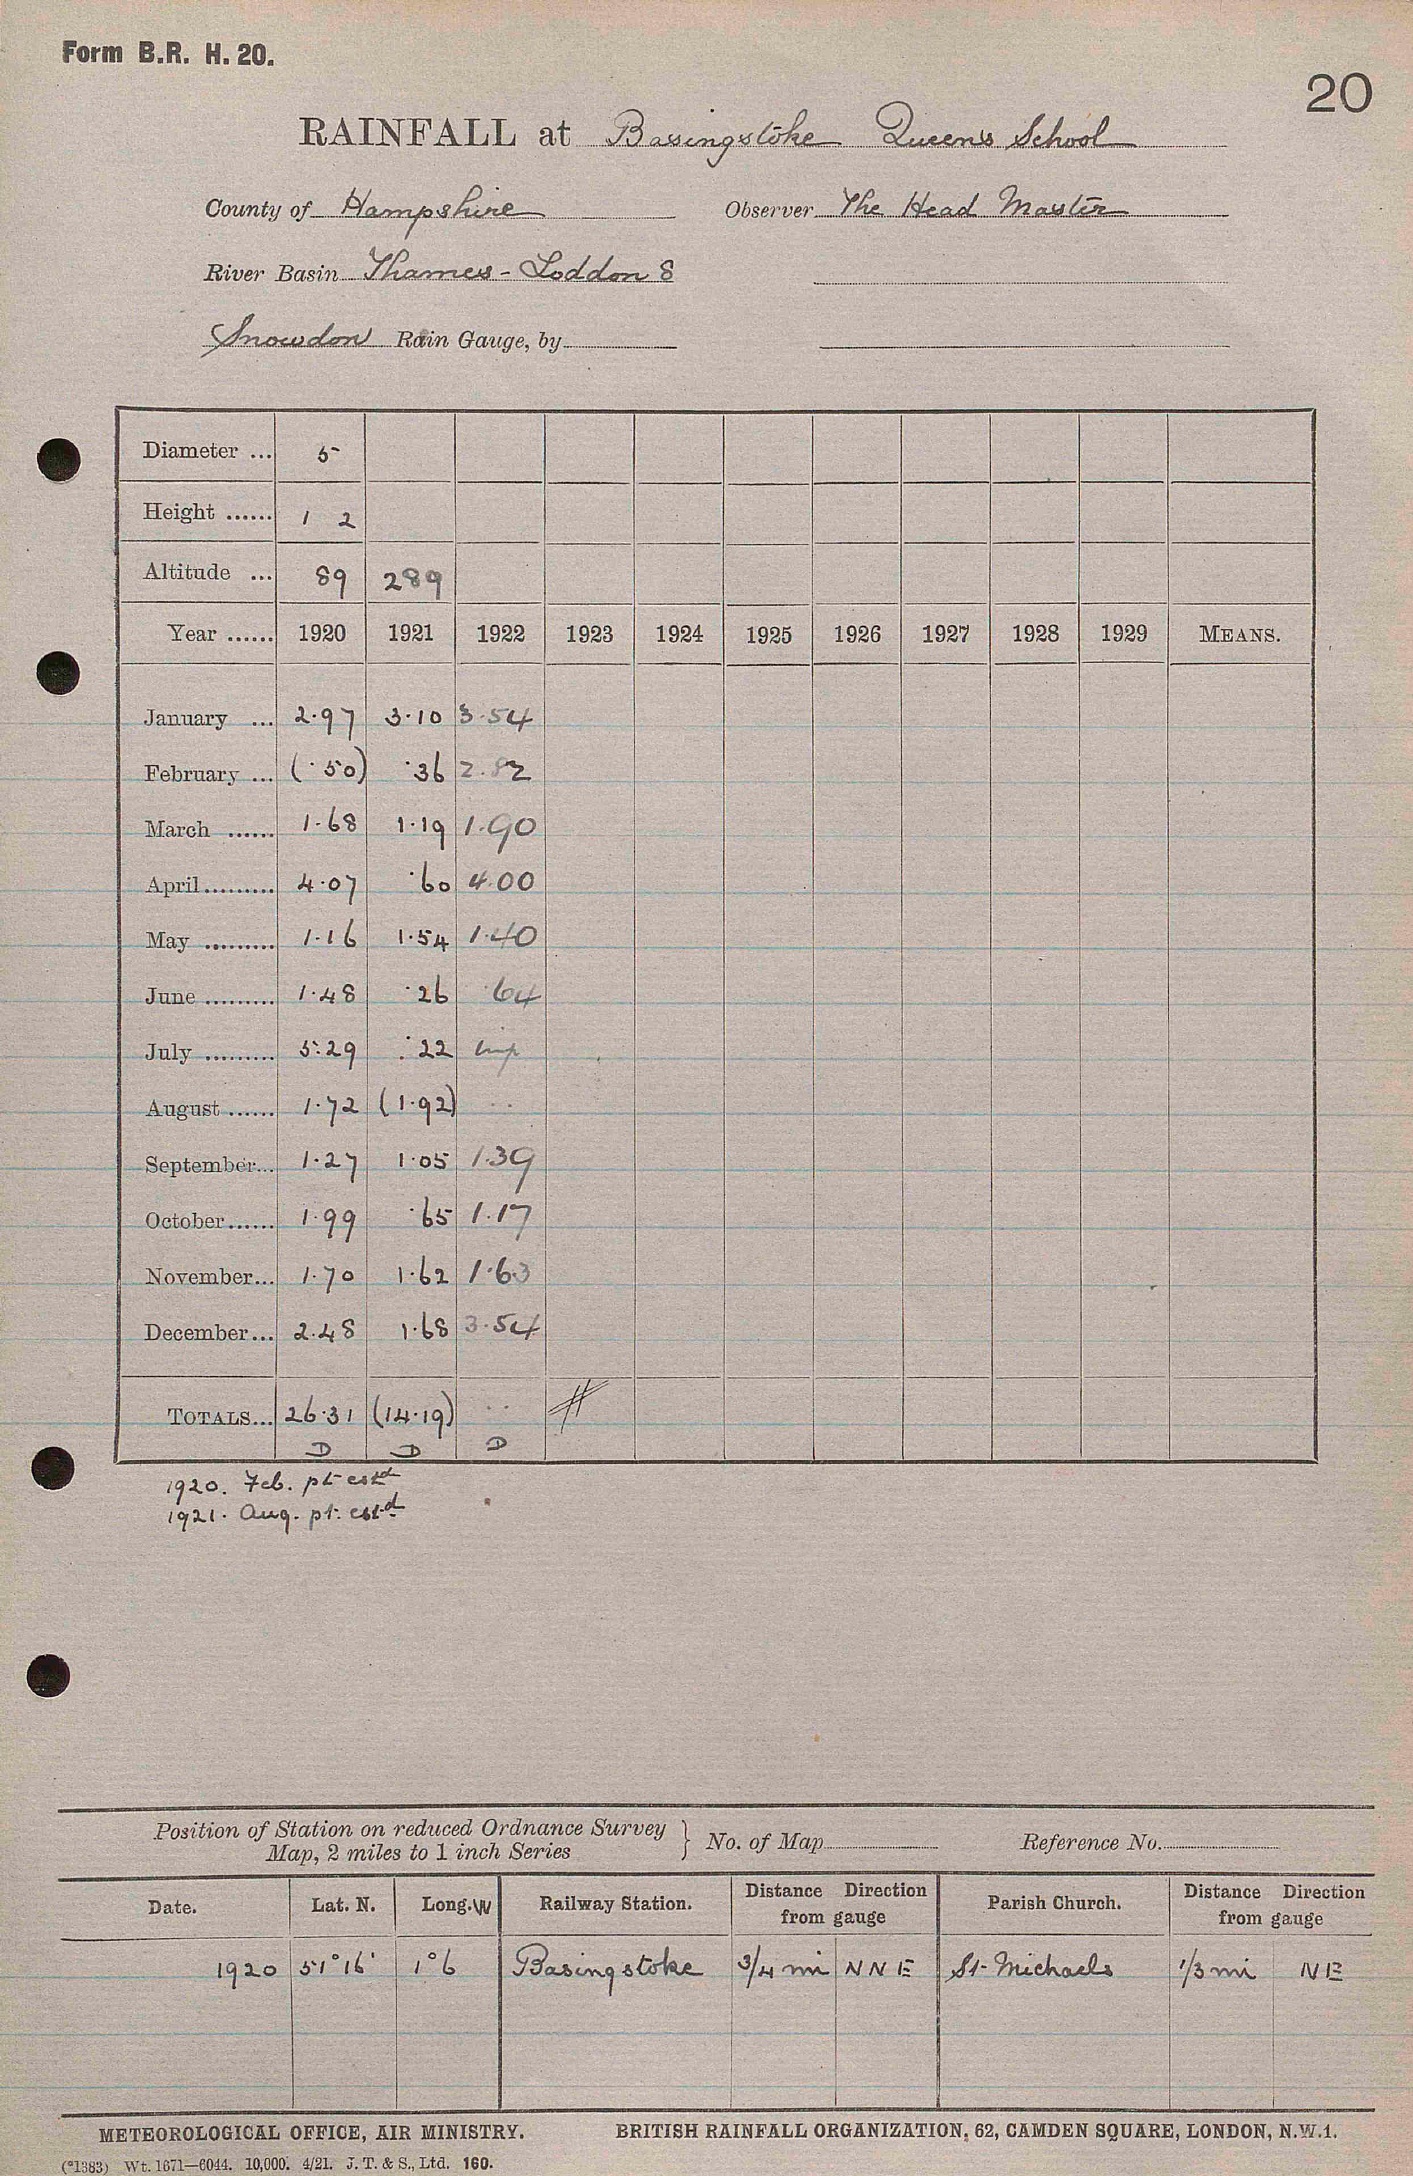 Form B.R. H. 20.
20
RAINFALL at Basingstoke Queen's School
County of Hampshire Observer The Head Master
River Basin Thames - Loddon 8
Snowdon Rain Gauge, by
Diameter ... 5
Height ...... 1 2
Altitude ... 89 289
Year ...... 1920 1921 1922 1923 1924 1925 1926 1927 1928 1929 MEANS.
January ... 2.97 3.10 3.54
February ... (.50) .36 2.82
March ...... 1.68 1.19 1.90
April ......... 4.07 .60 4.00
May ......... 1.16 1.54 1.40
June ......... 1.48 .26 .64
July ......... 5.29 .22 Imp
August ...... 1.72 (1.92) ..
September... 1.27 1.05 1.39
October ...... 1.99 .65 1.17
November... 1.70 1.62 1.63
December... 2.48 1.68 3.54
TOTALS... 26.31 (14.19) ..
D D D
1920. Feb. pt estd
1921. Aug. pt. estd
Position of Station on reduced Ordnance Survey
Map, 2 miles to 1 inch Series } No. of Map Reference No.
Date. Lat. N. Long. W Railway Station. Distance Direction from gauge Parish Church. Distance Direction from gauge
1920 51°16' 1°6 Basingstoke 3/4 mi NNE St. Michaels 1/3 mi NE
METEOROLOGICAL OFFICE, AIR MINISTRY. BRITISH RAINFALL ORGANIZATION, 62, CAMDEN SQUARE, LONDON, N.W.1.
(*1383) Wt. 1671—6044. 10,000. 4/21. J. T. & S., Ltd. 160.